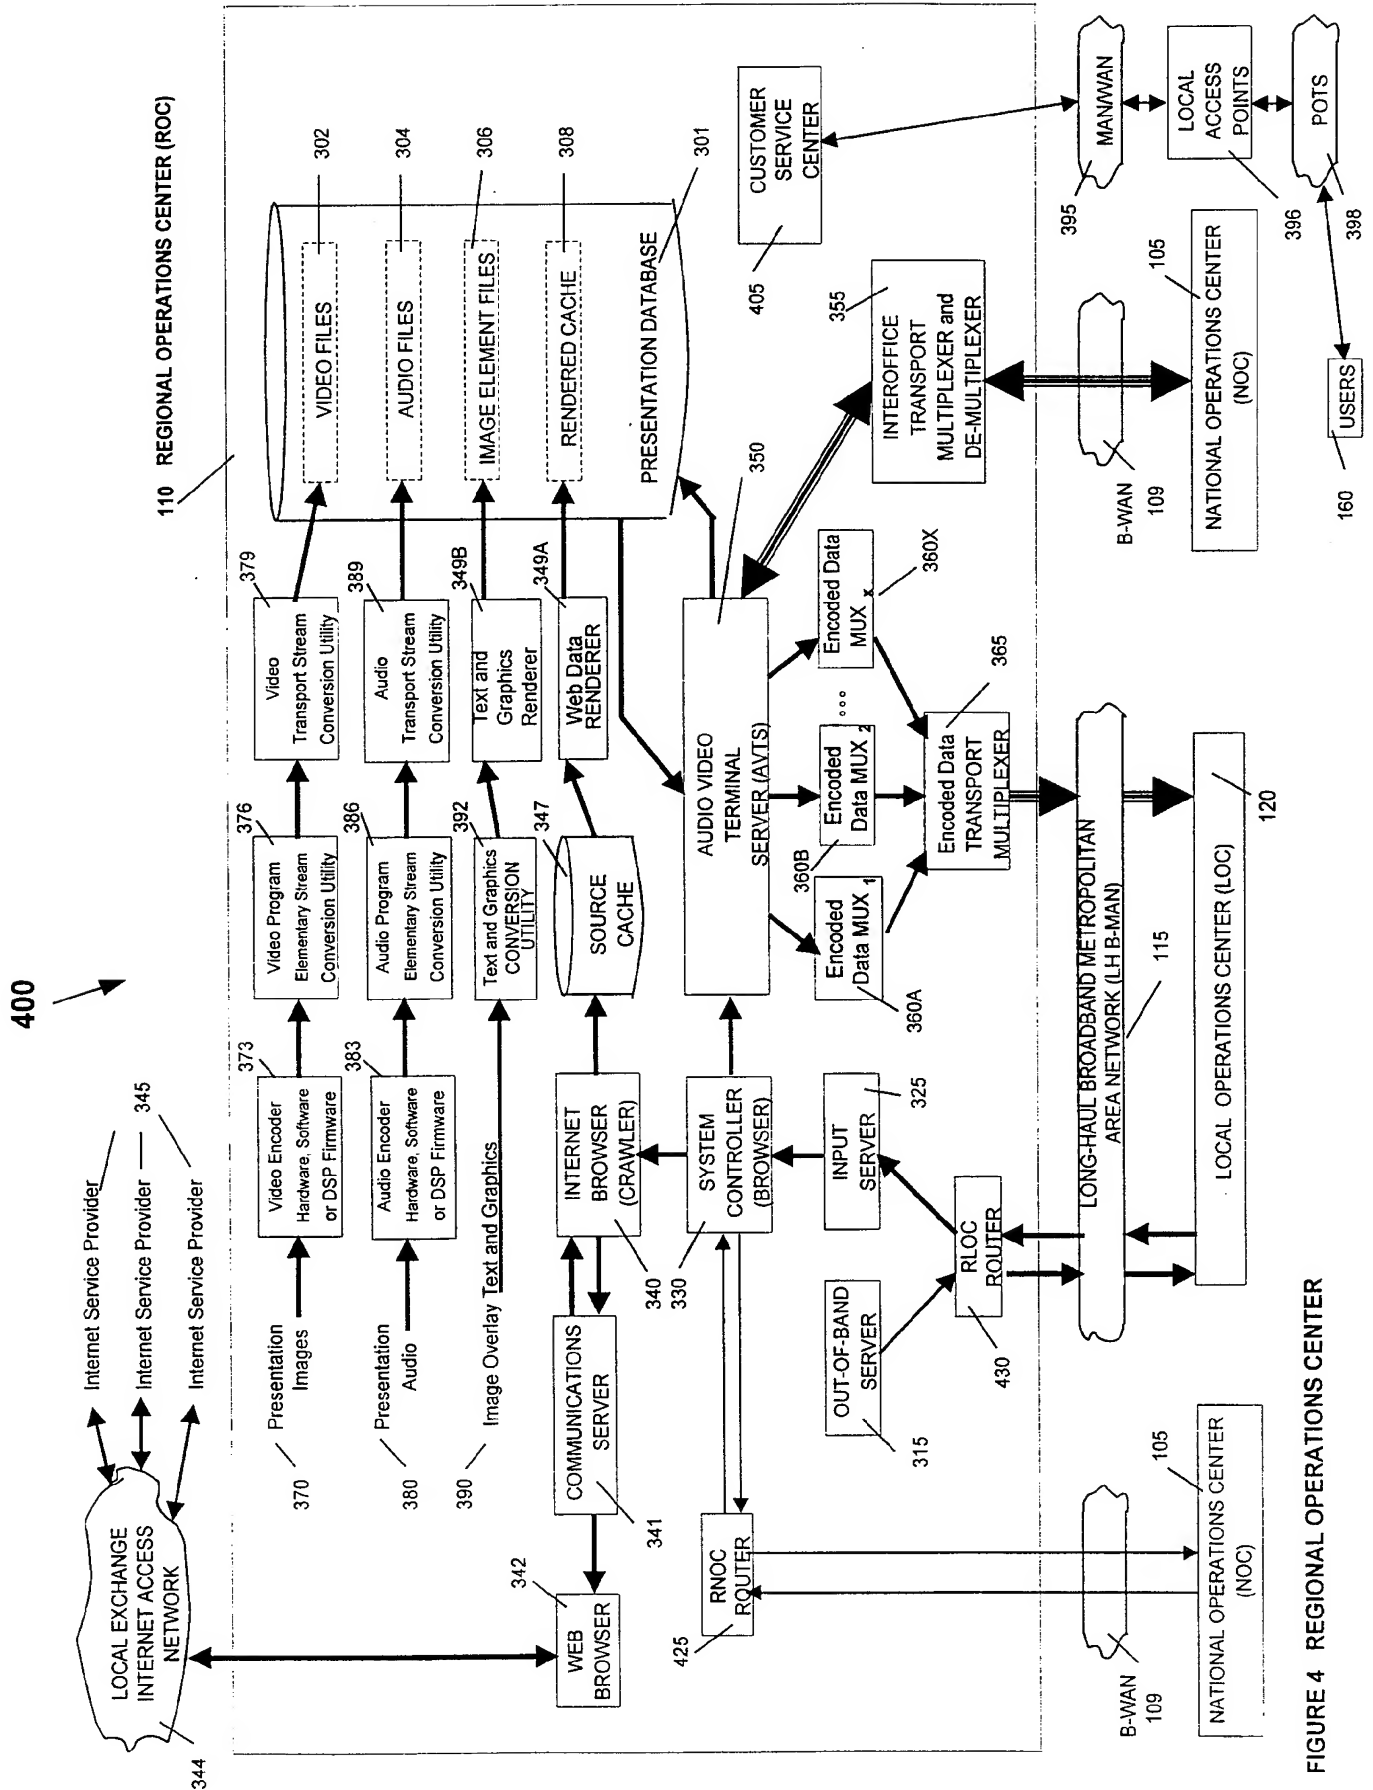 400
110 REGIONAL OPERATIONS CENTER (ROC)
LOCAL EXCHANGE
INTERNET ACCESS
NETWORK
344
Internet Service Provider
Internet Service Provider
Internet Service Provider
345
370
Presentation
Images
373
Video Encoder
Hardware, Software
or DSP Firmware
376
Video Program
Elementary Stream
Conversion Utility
379
Video
Transport Stream
Conversion Utility
VIDEO FILES
302
380
Presentation
Audio
383
Audio Encoder
Hardware, Software
or DSP Firmware
386
Audio Program
Elementary Stream
Conversion Utility
389
Audio
Transport Stream
Conversion Utility
AUDIO FILES
304
390
Image Overlay Text and Graphics
392
Text and Graphics
CONVERSION
UTILITY
349B
Text and
Graphics
Renderer
IMAGE ELEMENT FILES
306
342
WEB
BROWSER
COMMUNICATIONS
SERVER
341
INTERNET
BROWSER
(CRAWLER)
340
347
SOURCE
CACHE
349A
Web Data
RENDERER
RENDERED CACHE
308
PRESENTATION DATABASE
301
RNOC
ROUTER
425
SYSTEM
CONTROLLER
(BROWSER)
330
AUDIO VIDEO
TERMINAL
SERVER (AVTS)
350
CUSTOMER
SERVICE
CENTER
405
OUT-OF-BAND
SERVER
315
INPUT
SERVER
325
Encoded
Data MUX 1
360A
Encoded
Data MUX 2
360B
...
Encoded Data
MUX x
360X
INTEROFFICE
TRANSPORT
MULTIPLEXER and
DE-MULTIPLEXER
355
RLOC
ROUTER
430
Encoded Data
TRANSPORT
MULTIPLEXER
365
B-WAN
109
LONG-HAUL BROADBAND METROPOLITAN
AREA NETWORK (LH B-MAN)
115
B-WAN
109
MAN/WAN
395
LOCAL
ACCESS
POINTS
396
POTS
398
105
NATIONAL OPERATIONS CENTER
(NOC)
LOCAL OPERATIONS CENTER (LOC)
120
105
NATIONAL OPERATIONS CENTER
(NOC)
USERS
160
FIGURE 4 REGIONAL OPERATIONS CENTER